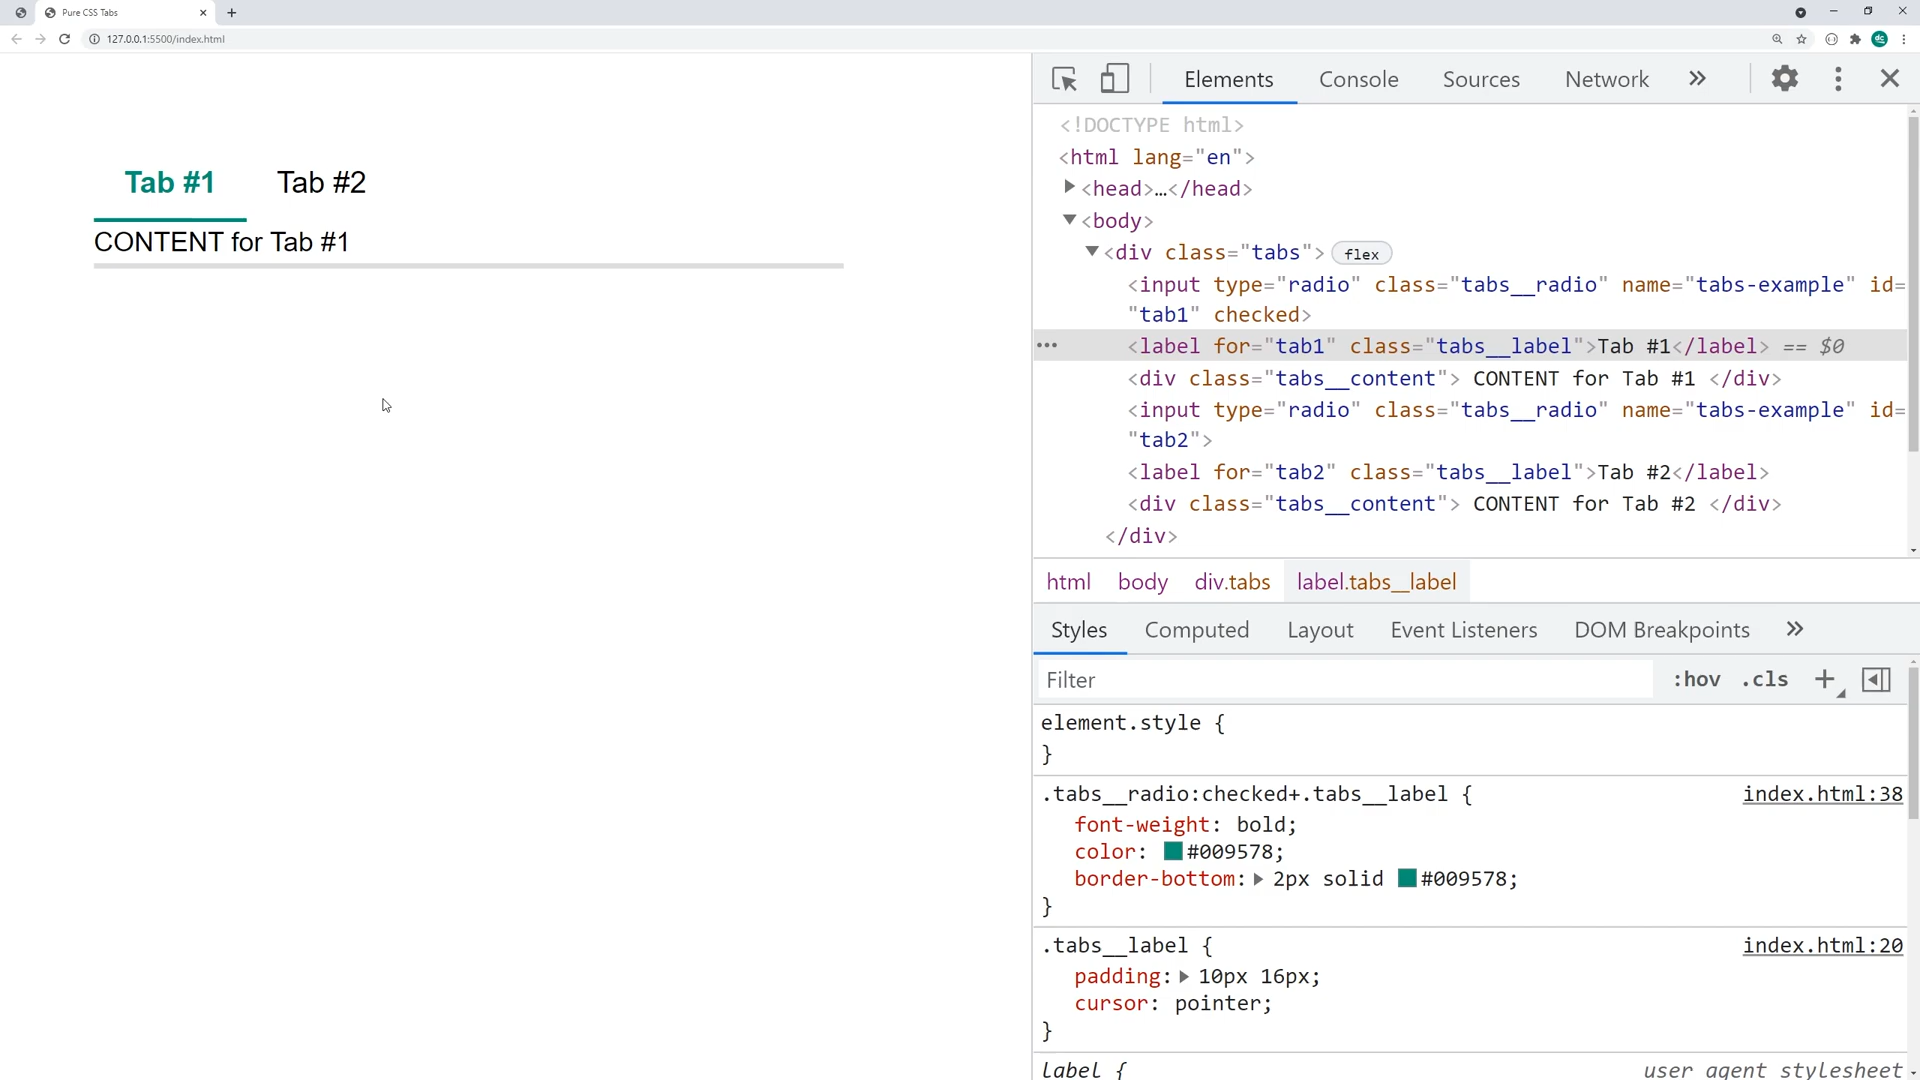 Pure CSS Tabs
127.0.0.1:5500/index.html
Tab #1 Tab #2
CONTENT for Tab #1
Elements Console Sources Network
<!DOCTYPE html>
<html lang="en">
<head>…</head>
<body>
<div class="tabs"> flex
<input type="radio" class="tabs__radio" name="tabs-example" id=
"tab1" checked>
<label for="tab1" class="tabs__label">Tab #1</label> == $0
<div class="tabs__content"> CONTENT for Tab #1 </div>
<input type="radio" class="tabs__radio" name="tabs-example" id=
"tab2">
<label for="tab2" class="tabs__label">Tab #2</label>
<div class="tabs__content"> CONTENT for Tab #2 </div>
</div>
html body div.tabs label.tabs__label
Styles Computed Layout Event Listeners DOM Breakpoints
Filter :hov .cls
element.style {
}
.tabs__radio:checked+.tabs__label { index.html:38
font-weight: bold;
color: #009578;
border-bottom: 2px solid #009578;
}
.tabs__label { index.html:20
padding: 10px 16px;
cursor: pointer;
}
label { user agent stylesheet